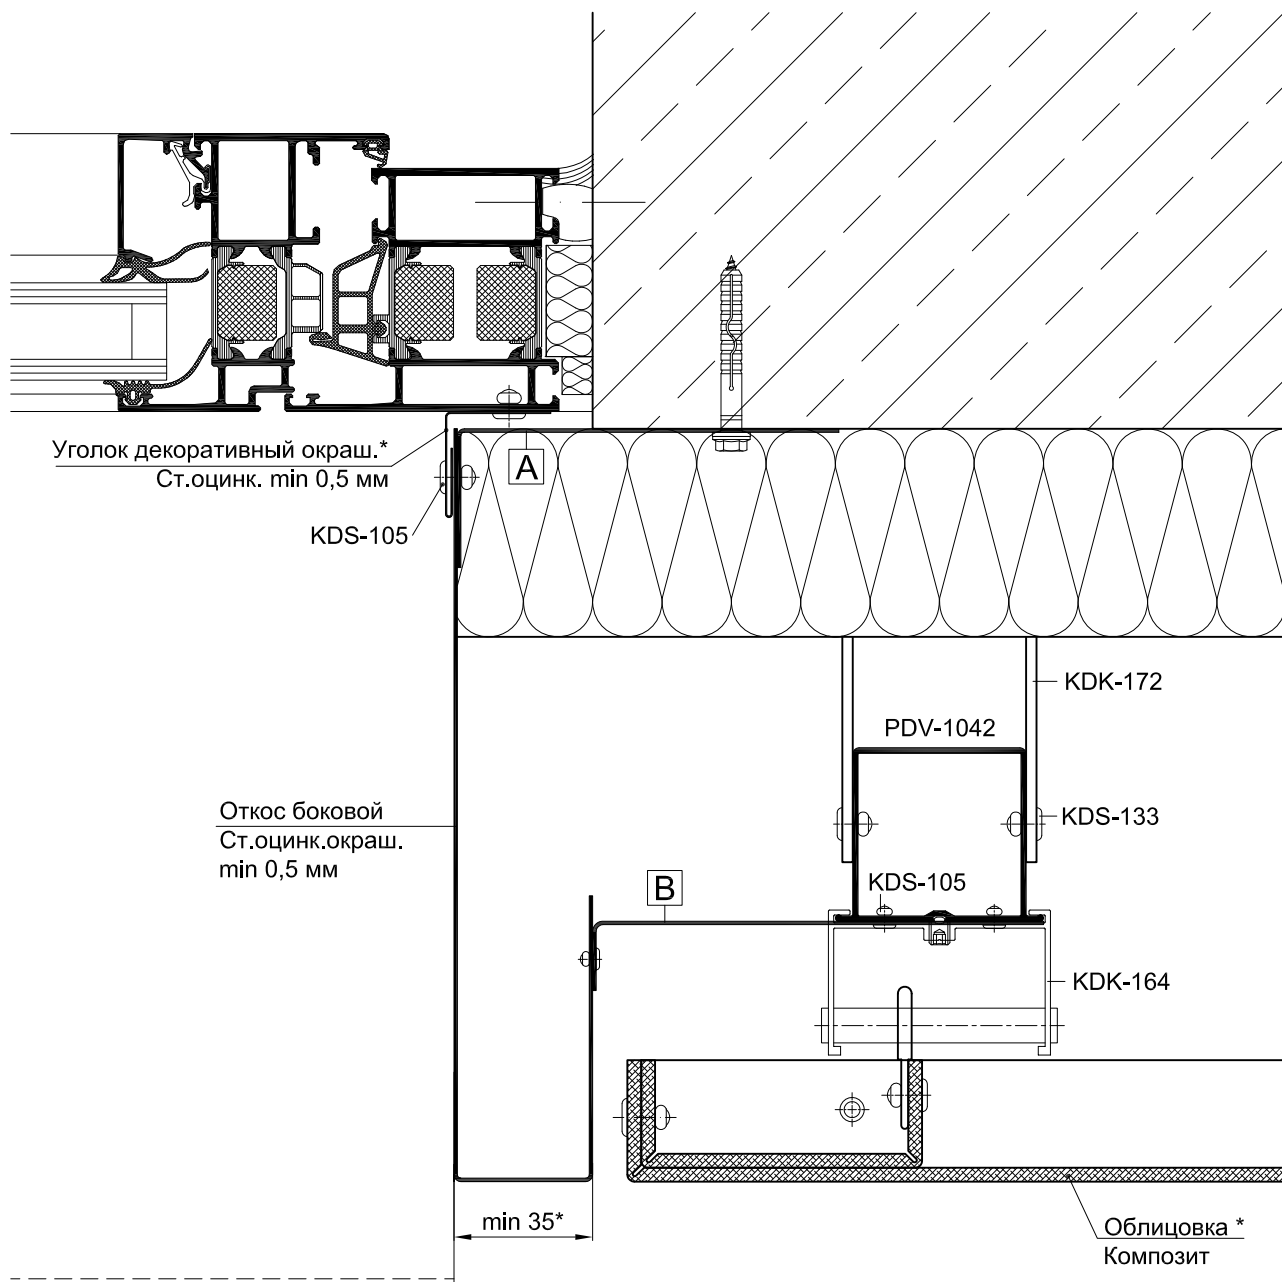 Уголок декоративный окраш.*
Ст.оцинк. min 0,5 мм
A
KDS-105
KDK-172
PDV-1042
Откос боковой
Ст.оцинк.окраш.
min 0,5 мм
KDS-133
B
KDS-105
KDK-164
min 35*
Облицовка *
Композит